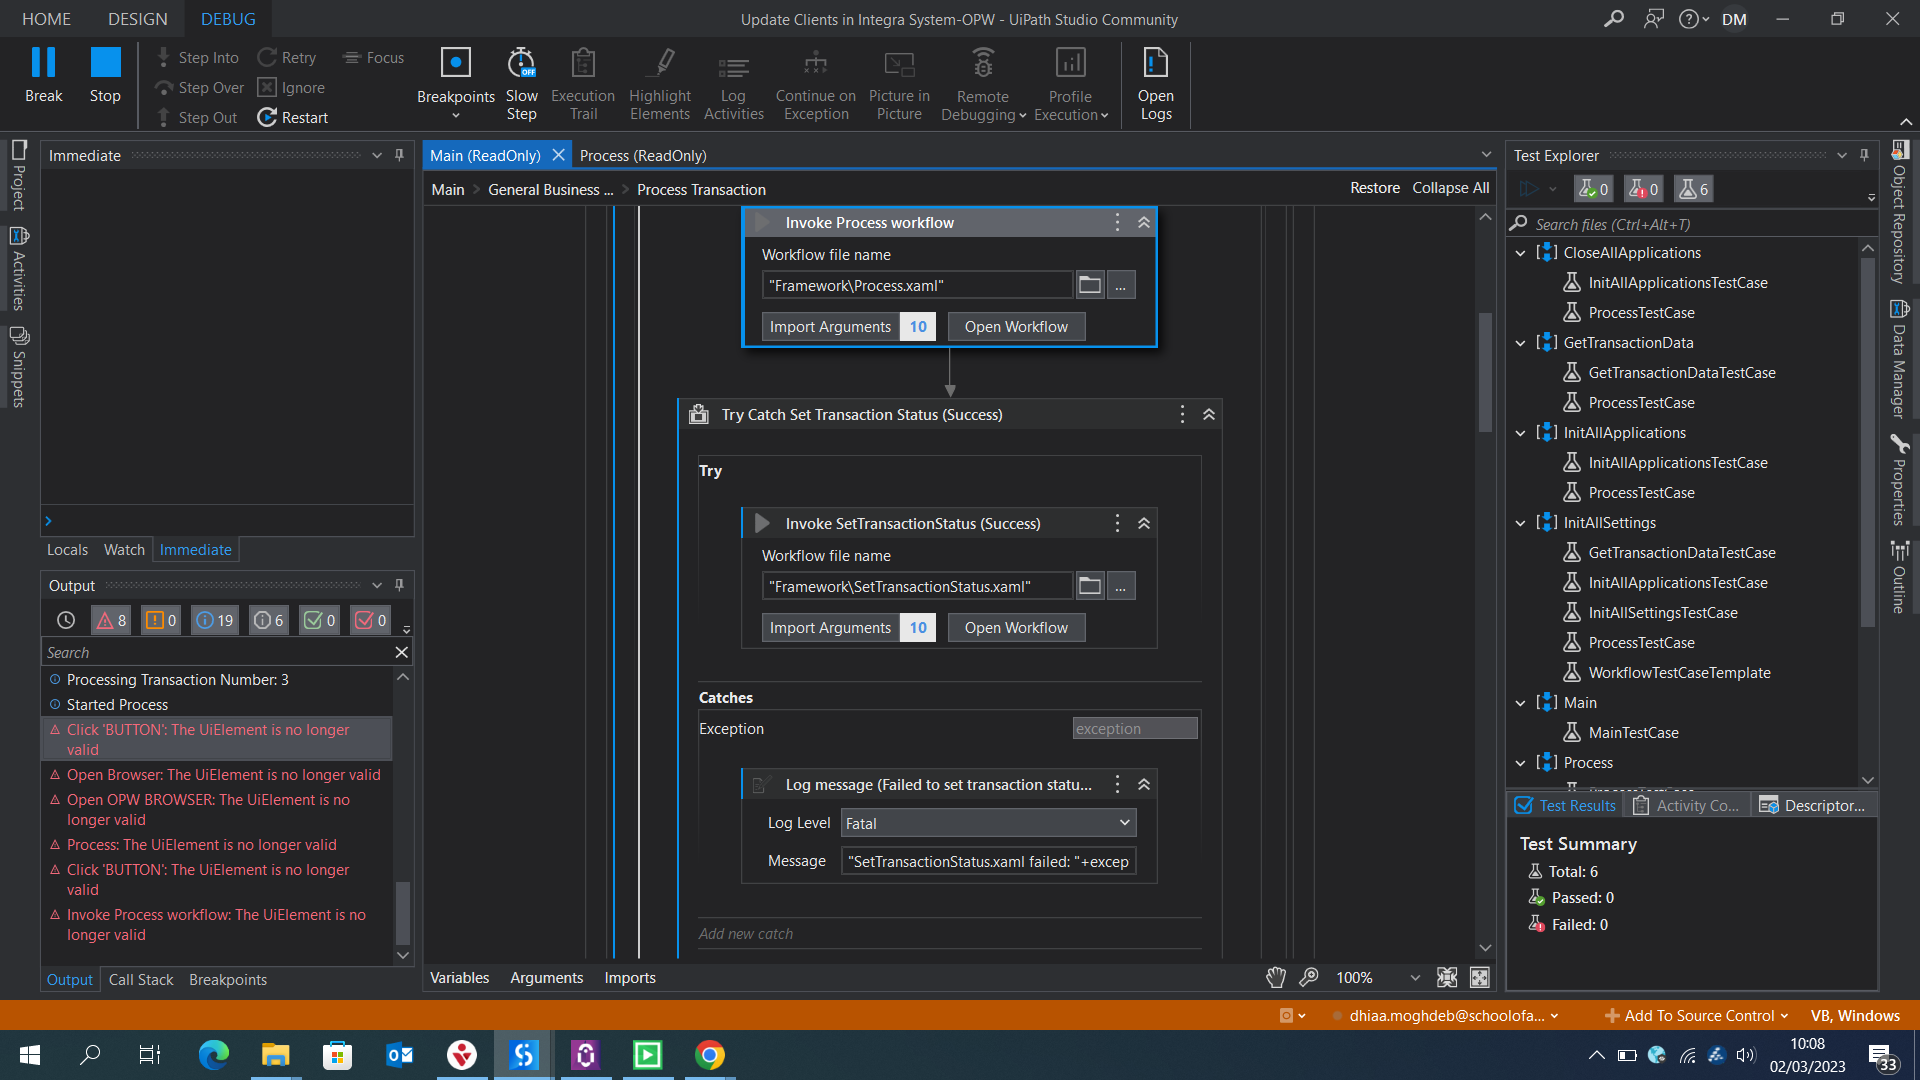 HOME
DESIGN
DEBUG
Update Clients in Integra System-OPW - UiPath Studio Community
DM
Break
Stop
Step Into
Step Over
Step Out
Retry
Ignore
Restart
Focus
Breakpoints
Slow
Step
OFF
Execution
Trail
Highlight
Elements
Log
Activities
Continue on
Exception
Picture in
Picture
Remote
Debugging
Profile
Execution
Open
Logs
Project
Activities
Snippets
Immediate
Locals
Watch
Immediate
Output
8
0
19
6
0
0
Search
Processing Transaction Number: 3
Started Process
Click 'BUTTON': The UiElement is no longer
valid
Open Browser: The UiElement is no longer valid
Open OPW BROWSER: The UiElement is no
longer valid
Process: The UiElement is no longer valid
Click 'BUTTON': The UiElement is no longer
valid
Invoke Process workflow: The UiElement is no
longer valid
Output
Call Stack
Breakpoints
Main (ReadOnly)
Process (ReadOnly)
Main > General Business ... > Process Transaction
Restore
Collapse All
Invoke Process workflow
Workflow file name
"Framework\Process.xaml"
...
Import Arguments 10
Open Workflow
Try Catch Set Transaction Status (Success)
Try
Invoke SetTransactionStatus (Success)
Workflow file name
"Framework\SetTransactionStatus.xaml"
...
Import Arguments 10
Open Workflow
Catches
Exception
exception
Log message (Failed to set transaction statu...
Log Level
Fatal
Message
"SetTransactionStatus.xaml failed: "+excep
Add new catch
Variables
Arguments
Imports
100%
Test Explorer
0
0
6
Search files (Ctrl+Alt+T)
CloseAllApplications
InitAllApplicationsTestCase
ProcessTestCase
GetTransactionData
GetTransactionDataTestCase
ProcessTestCase
InitAllApplications
InitAllApplicationsTestCase
ProcessTestCase
InitAllSettings
GetTransactionDataTestCase
InitAllApplicationsTestCase
InitAllSettingsTestCase
ProcessTestCase
WorkflowTestCaseTemplate
Main
MainTestCase
Process
Test Results
Activity Co...
Descriptor...
Test Summary
Total: 6
Passed: 0
Failed: 0
Object Repository
Data Manager
Properties
Outline
dhiaa.moghdeb@schoolofa...
Add To Source Control
VB, Windows
10:08
02/03/2023
33